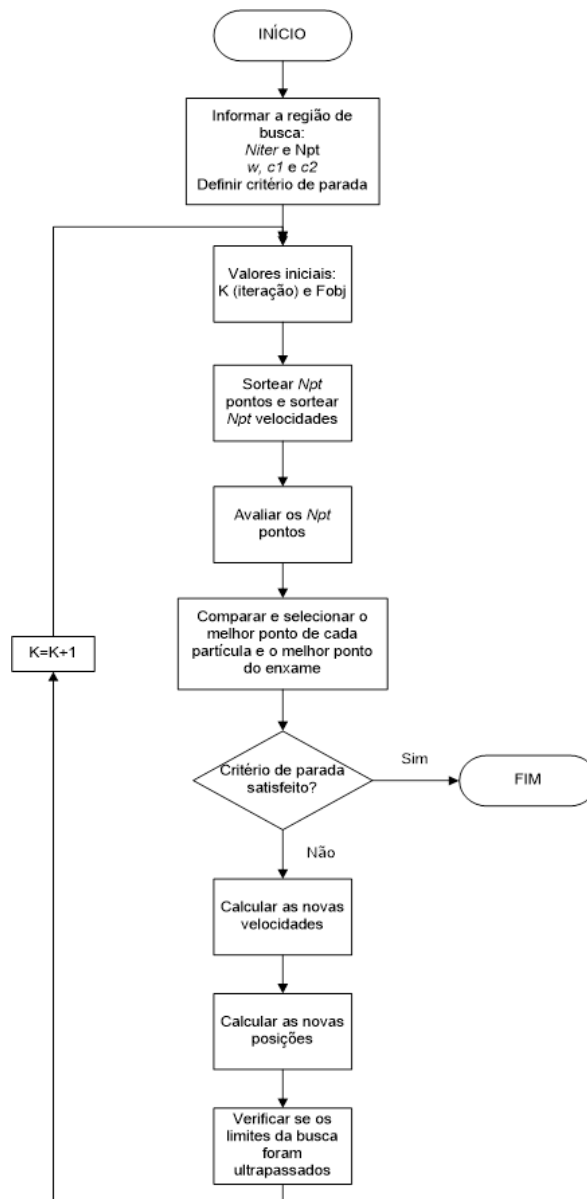 INÍCIO
Informar a região de
busca:
Niter e Npt
w, c1 e c2
Definir critério de parada
Valores iniciais:
K (iteração) e Fobj
Sortear Npt
pontos e sortear
Npt velocidades
Avaliar os Npt
pontos
Comparar e selecionar o
melhor ponto de cada
partícula e o melhor ponto
do enxame
K=K+1
Critério de parada
satisfeito?
Sim
FIM
Não
Calcular as novas
velocidades
Calcular as novas
posições
Verificar se os
limites da busca
foram
ultrapassados